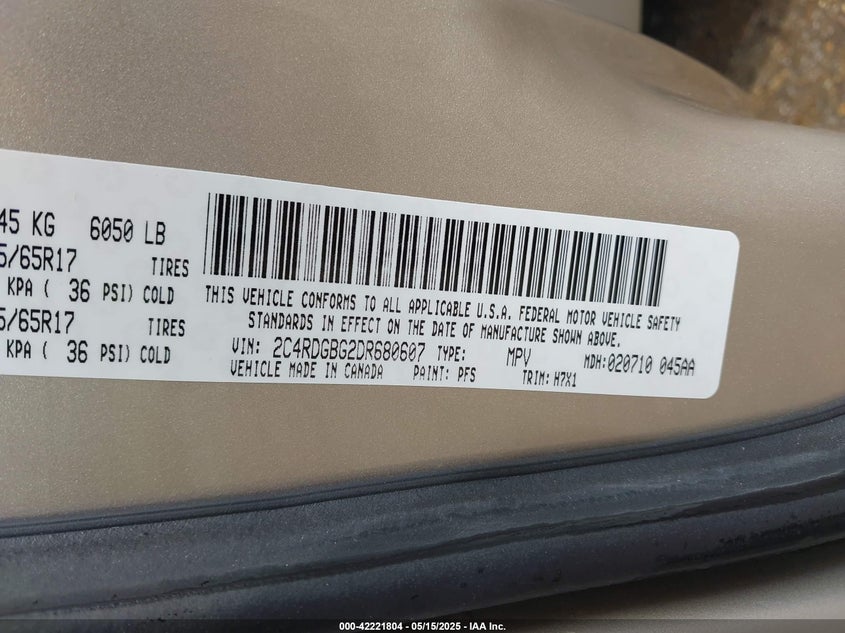 45 KG 6050 LB
5/65R17 TIRES
KPA ( 36 PSI) COLD
5/65R17 TIRES
KPA ( 36 PSI) COLD
THIS VEHICLE CONFORMS TO ALL APPLICABLE U.S.A. FEDERAL MOTOR VEHICLE SAFETY
STANDARDS IN EFFECT ON THE DATE OF MANUFACTURE SHOWN ABOVE.
VIN: 2C4RDGBG2DR680607 TYPE: MPV MDH:020710 045AA
VEHICLE MADE IN CANADA PAINT: PFS TRIM: H7X1
000-42221804 - 05/15/2025 - IAA Inc.